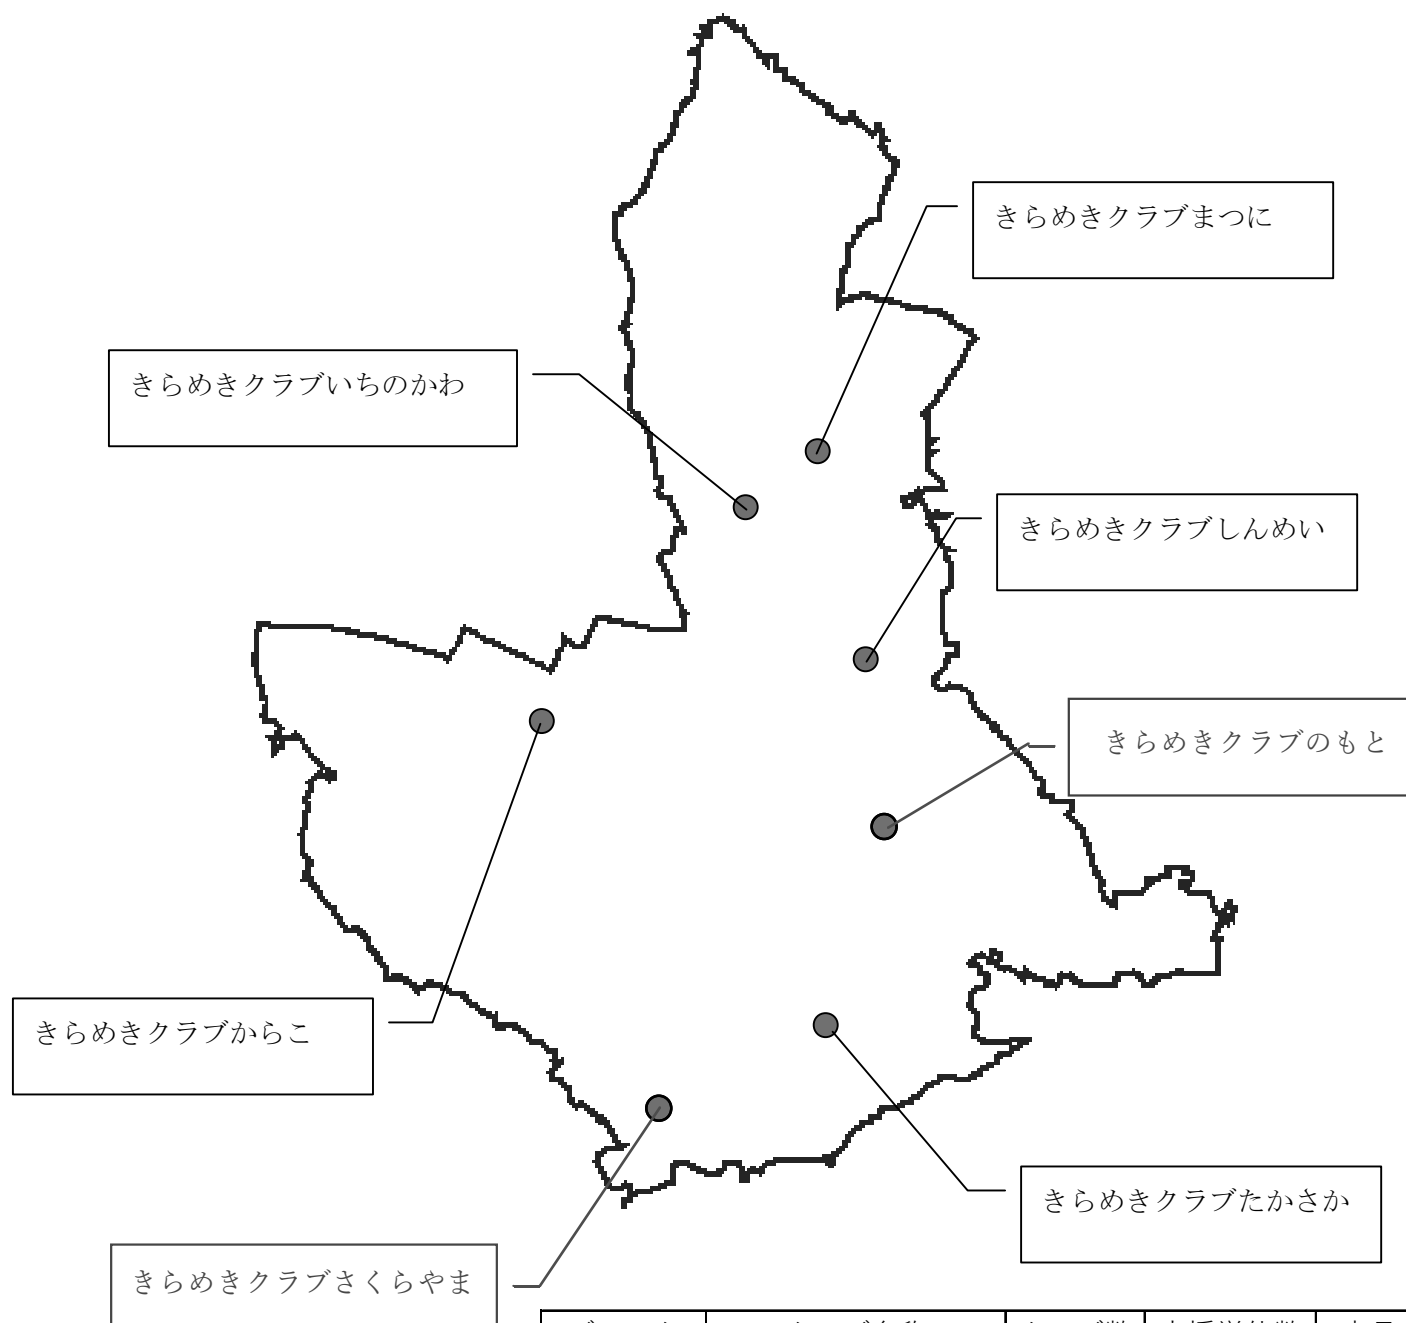 きらめきクラブまつに
きらめきクラブいちのかわ
きらめきクラブしんめい
きらめきクラブのもと
きらめきクラブからこ
きらめきクラブたかさか
きらめきクラブさくらやま